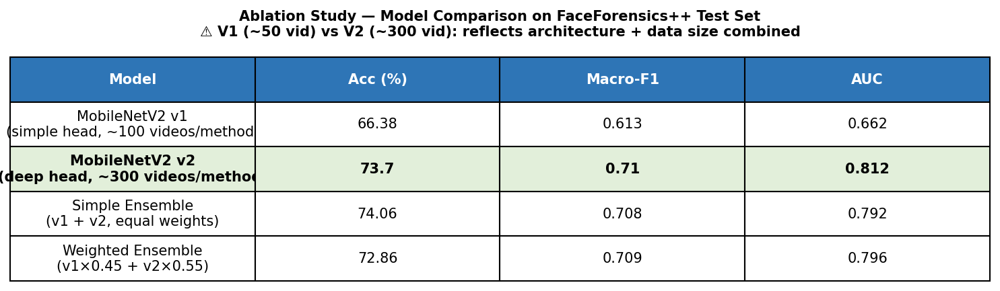 Ablation Study — Model Comparison on FaceForensics++ Test Set
⚠ V1 (~50 vid) vs V2 (~300 vid): reflects architecture + data size combined
Model Acc (%) Macro-F1 AUC
MobileNetV2 v1
(simple head, ~100 videos/method 66.38 0.613 0.662
MobileNetV2 v2
(deep head, ~300 videos/method 73.7 0.71 0.812
Simple Ensemble
(v1 + v2, equal weights) 74.06 0.708 0.792
Weighted Ensemble
(v1×0.45 + v2×0.55) 72.86 0.709 0.796